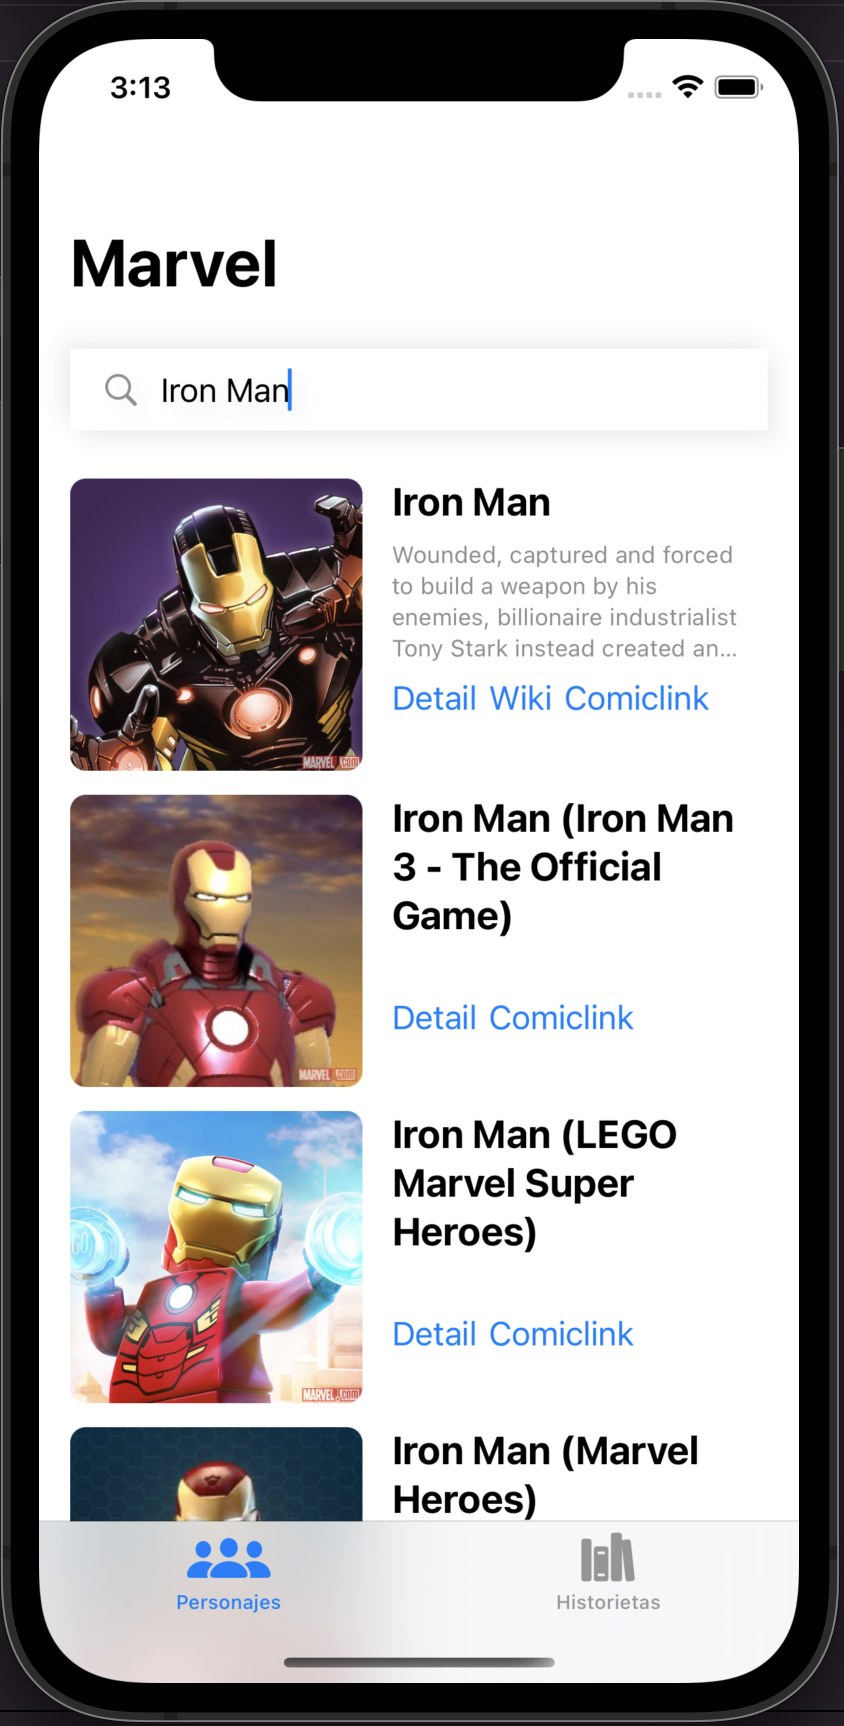 3:13
Marvel
Iron Man
Iron Man
Wounded, captured and forced
to build a weapon by his
enemies, billionaire industrialist
Tony Stark instead created an...
Detail Wiki Comiclink
MARVEL .COM
Iron Man (Iron Man
3 - The Official
Game)
Detail Comiclink
MARVEL .COM
Iron Man (LEGO
Marvel Super
Heroes)
GO
Detail Comiclink
MARVEL .COM
Iron Man (Marvel
Heroes)
Personajes
Historietas